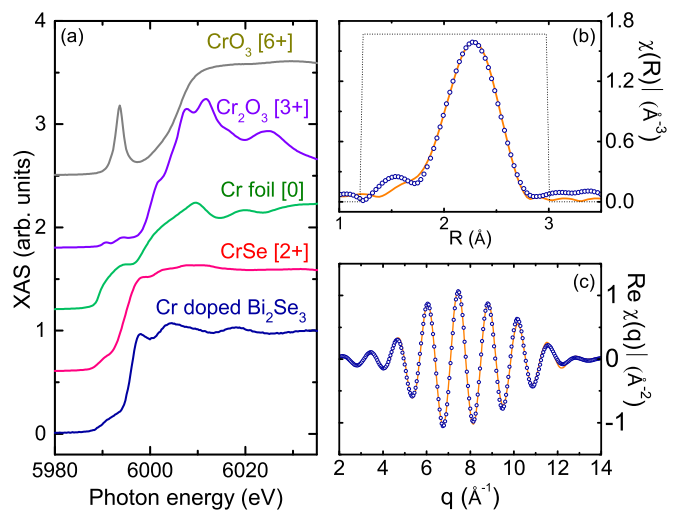 (a)
CrO₃ [6+]
Cr₂O₃ [3+]
Cr foil [0]
CrSe [2+]
Cr doped Bi₂Se₃
XAS (arb. units)
4
3
2
1
0
5980 6000 6020
Photon energy (eV)
(b)
χ(R)| (Å⁻³)
1.8
1.2
0.6
0.0
1 2 3
R (Å)
(c)
Re χ(q)| (Å⁻²)
1
0
-1
2 4 6 8 10 12 14
q (Å⁻¹)